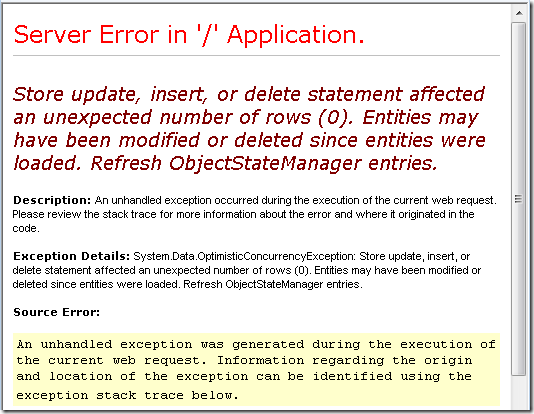 Server Error in '/' Application.
Store update, insert, or delete statement affected
an unexpected number of rows (0). Entities may
have been modified or deleted since entities were
loaded. Refresh ObjectStateManager entries.
Description: An unhandled exception occurred during the execution of the current web request.
Please review the stack trace for more information about the error and where it originated in the
code.
Exception Details: System.Data.OptimisticConcurrencyException: Store update, insert, or
delete statement affected an unexpected number of rows (0). Entities may have been modified or
deleted since entities were loaded. Refresh ObjectStateManager entries.
Source Error:
An unhandled exception was generated during the execution of
the current web request. Information regarding the origin
and location of the exception can be identified using the
exception stack trace below.